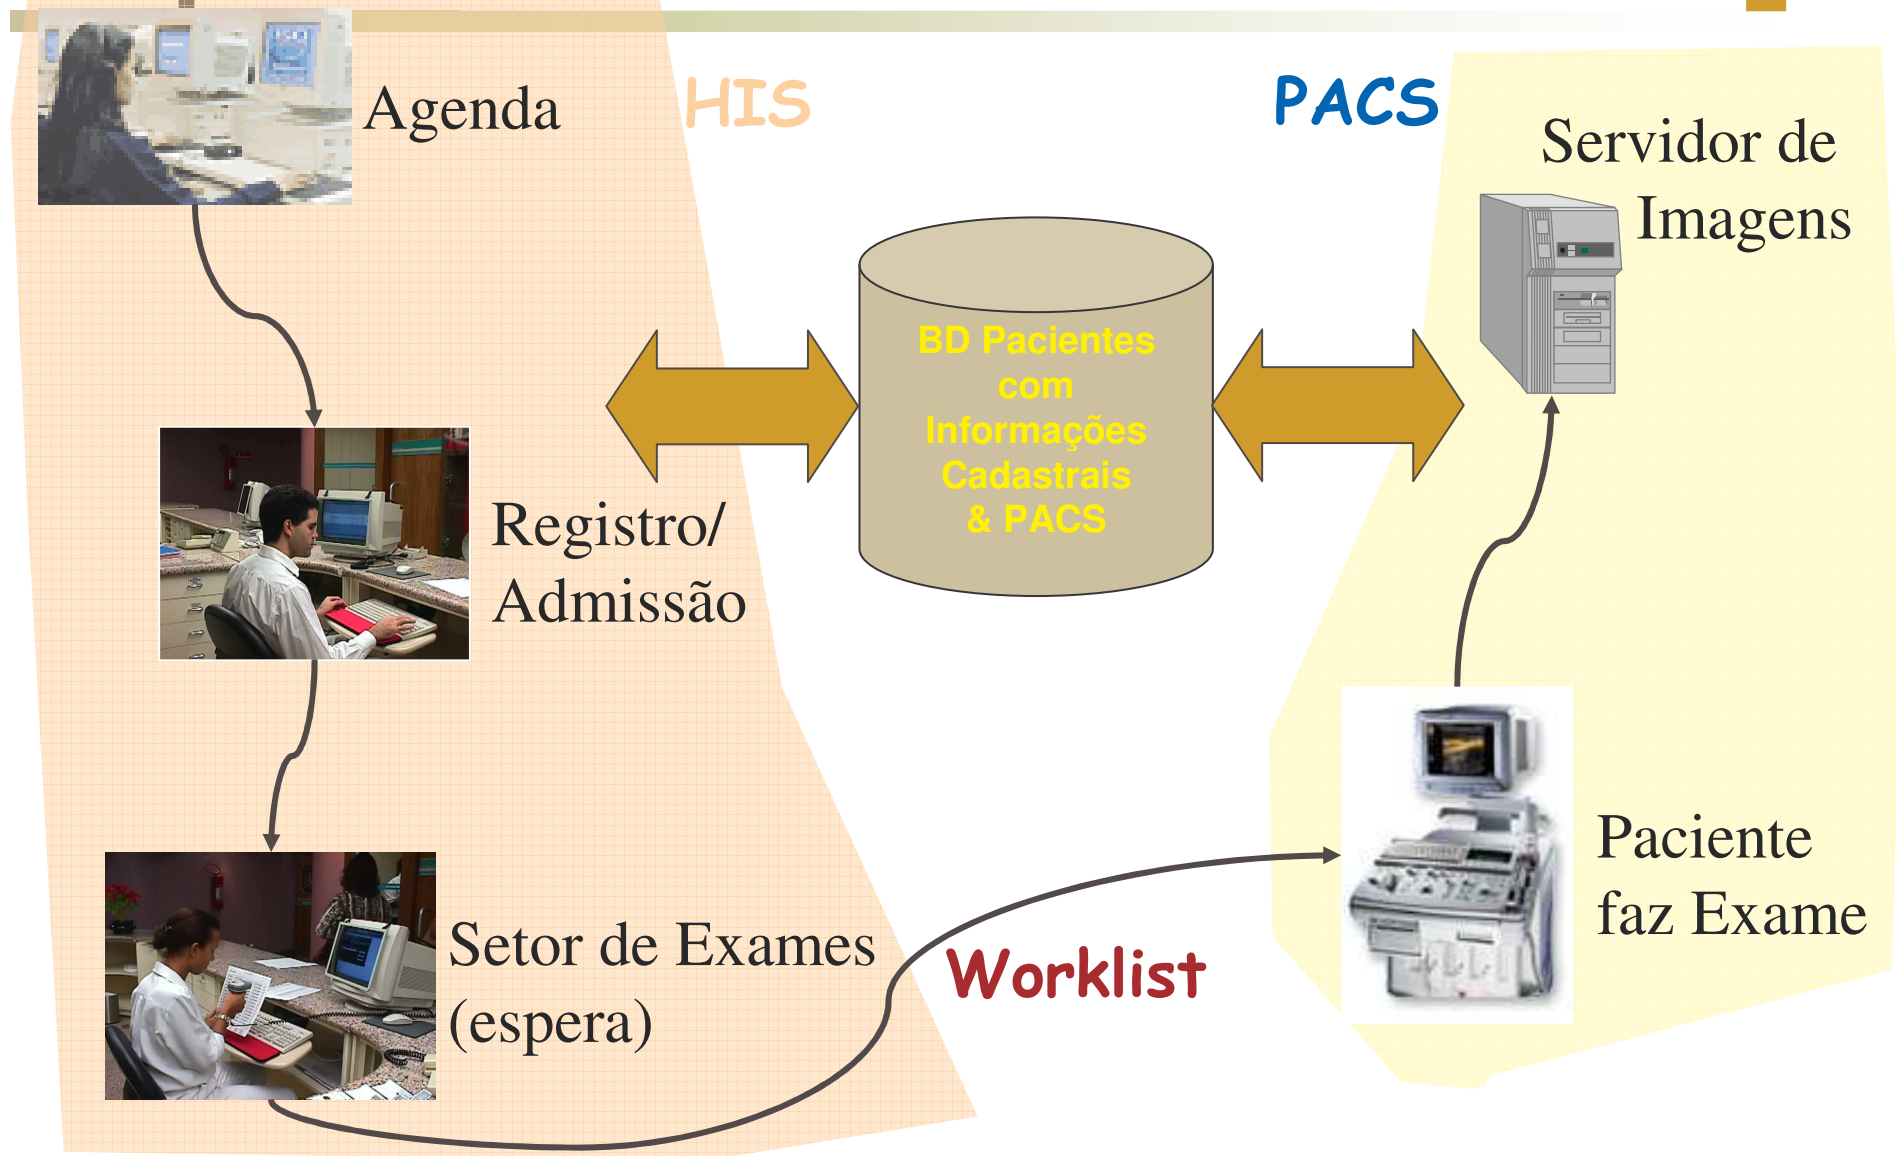 Agenda
HIS
PACS
Servidor de
Imagens
BD Pacientes
com
Informações
Cadastrais
& PACS
Registro/
Admissão
Setor de Exames
(espera)
Worklist
Paciente
faz Exame